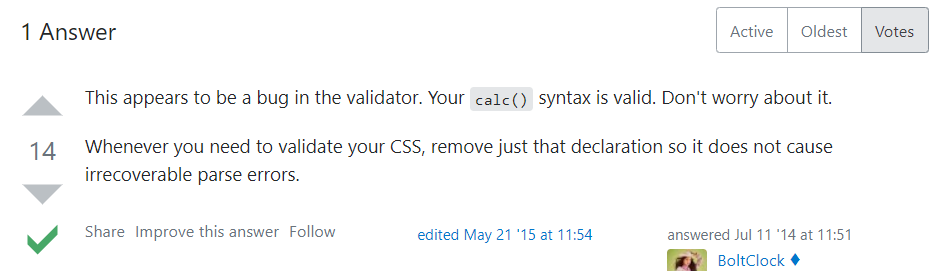 1 Answer
Active Oldest Votes
This appears to be a bug in the validator. Your calc() syntax is valid. Don't worry about it.
14
Whenever you need to validate your CSS, remove just that declaration so it does not cause
irrecoverable parse errors.
Share Improve this answer Follow
edited May 21 '15 at 11:54
answered Jul 11 '14 at 11:51
BoltClock ♦